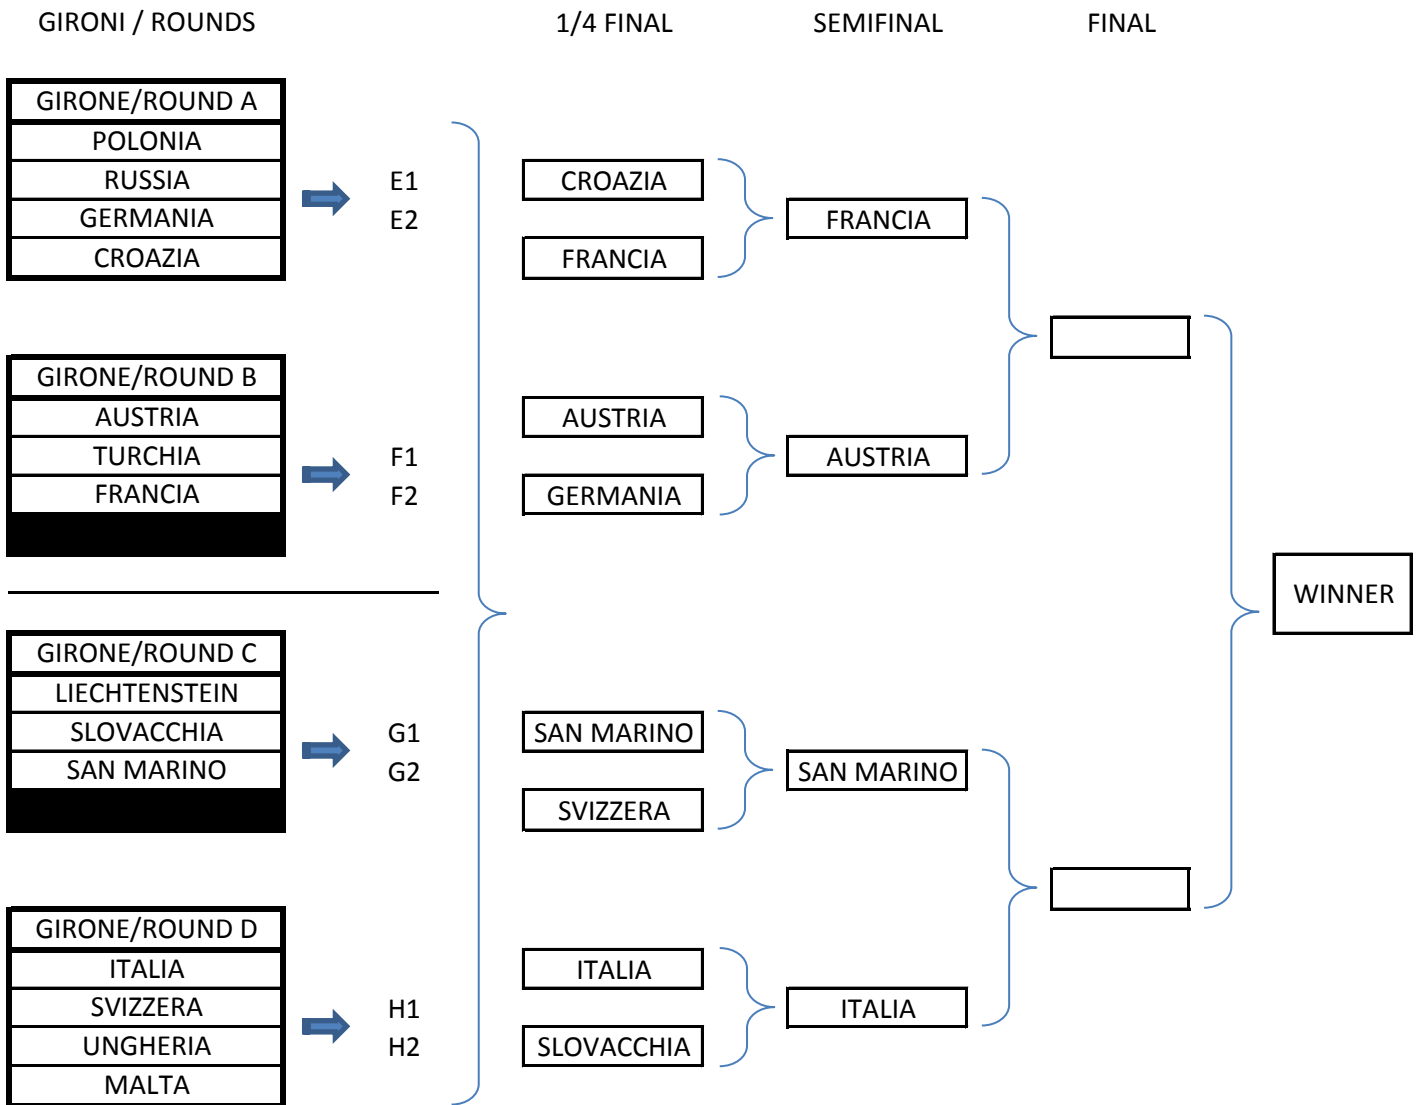 GIRONI / ROUNDS
1/4 FINAL
SEMIFINAL
FINAL
GIRONE/ROUND A
POLONIA
RUSSIA
GERMANIA
CROAZIA
E1
E2
CROAZIA
FRANCIA
FRANCIA
GIRONE/ROUND B
AUSTRIA
TURCHIA
FRANCIA
F1
F2
AUSTRIA
GERMANIA
AUSTRIA
WINNER
GIRONE/ROUND C
LIECHTENSTEIN
SLOVACCHIA
SAN MARINO
G1
G2
SAN MARINO
SVIZZERA
SAN MARINO
GIRONE/ROUND D
ITALIA
SVIZZERA
UNGHERIA
MALTA
H1
H2
ITALIA
SLOVACCHIA
ITALIA